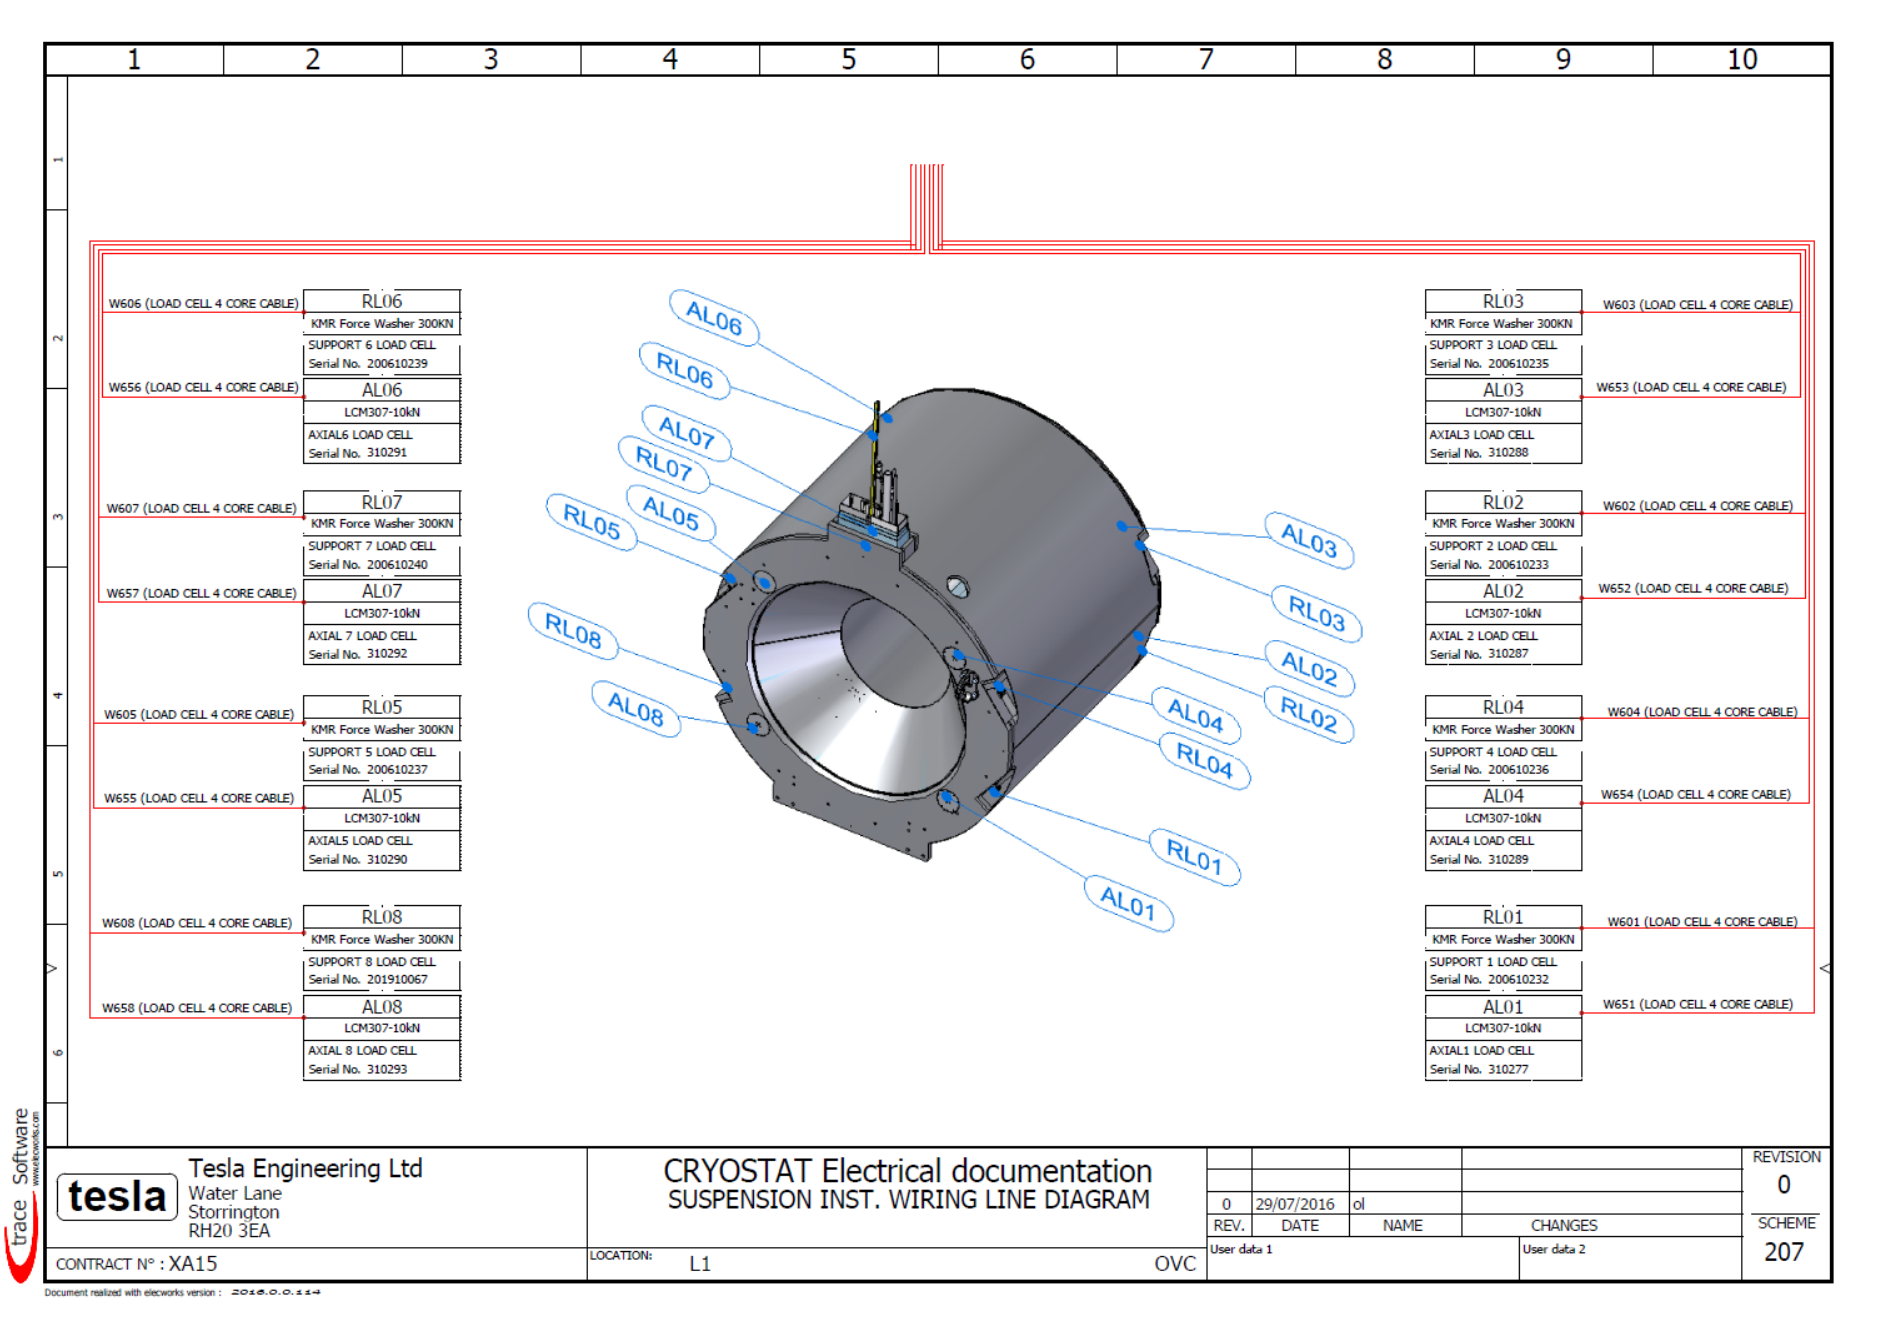 1 2 3 4 5 6 7 8 9 10
1
2
3
4
5
6
W606 (LOAD CELL 4 CORE CABLE)
RL06
KMR Force Washer 300KN
SUPPORT 6 LOAD CELL
Serial No. 200610239
W656 (LOAD CELL 4 CORE CABLE)
AL06
LCM307-10kN
AXIAL6 LOAD CELL
Serial No. 310291
W607 (LOAD CELL 4 CORE CABLE)
RL07
KMR Force Washer 300KN
SUPPORT 7 LOAD CELL
Serial No. 200610240
W657 (LOAD CELL 4 CORE CABLE)
AL07
LCM307-10kN
AXIAL 7 LOAD CELL
Serial No. 310292
W605 (LOAD CELL 4 CORE CABLE)
RL05
KMR Force Washer 300KN
SUPPORT 5 LOAD CELL
Serial No. 200610237
W655 (LOAD CELL 4 CORE CABLE)
AL05
LCM307-10kN
AXIAL5 LOAD CELL
Serial No. 310290
W608 (LOAD CELL 4 CORE CABLE)
RL08
KMR Force Washer 300KN
SUPPORT 8 LOAD CELL
Serial No. 201910067
W658 (LOAD CELL 4 CORE CABLE)
AL08
LCM307-10kN
AXIAL 8 LOAD CELL
Serial No. 310293
AL06
RL06
AL07
RL07
AL05
RL05
RL08
AL08
AL03
RL03
AL02
RL02
AL04
RL04
RL01
AL01
RL03
W603 (LOAD CELL 4 CORE CABLE)
KMR Force Washer 300KN
SUPPORT 3 LOAD CELL
Serial No. 200610235
AL03
W653 (LOAD CELL 4 CORE CABLE)
LCM307-10kN
AXIAL3 LOAD CELL
Serial No. 310288
RL02
W602 (LOAD CELL 4 CORE CABLE)
KMR Force Washer 300KN
SUPPORT 2 LOAD CELL
Serial No. 200610233
AL02
W652 (LOAD CELL 4 CORE CABLE)
LCM307-10kN
AXIAL 2 LOAD CELL
Serial No. 310287
RL04
W604 (LOAD CELL 4 CORE CABLE)
KMR Force Washer 300KN
SUPPORT 4 LOAD CELL
Serial No. 200610236
AL04
W654 (LOAD CELL 4 CORE CABLE)
LCM307-10kN
AXIAL4 LOAD CELL
Serial No. 310289
RL01
W601 (LOAD CELL 4 CORE CABLE)
KMR Force Washer 300KN
SUPPORT 1 LOAD CELL
Serial No. 200610232
AL01
W651 (LOAD CELL 4 CORE CABLE)
LCM307-10kN
AXIAL1 LOAD CELL
Serial No. 310277
trace Software
www.elecworks.com
tesla
Tesla Engineering Ltd
Water Lane
Storrington
RH20 3EA
CONTRACT N° : XA15
CRYOSTAT Electrical documentation
SUSPENSION INST. WIRING LINE DIAGRAM
LOCATION: L1 OVC
0 29/07/2016 ol
REV. DATE NAME CHANGES
User data 1 User data 2
REVISION
0
SCHEME
207
Document realized with elecworks version : 2016.0.0.114